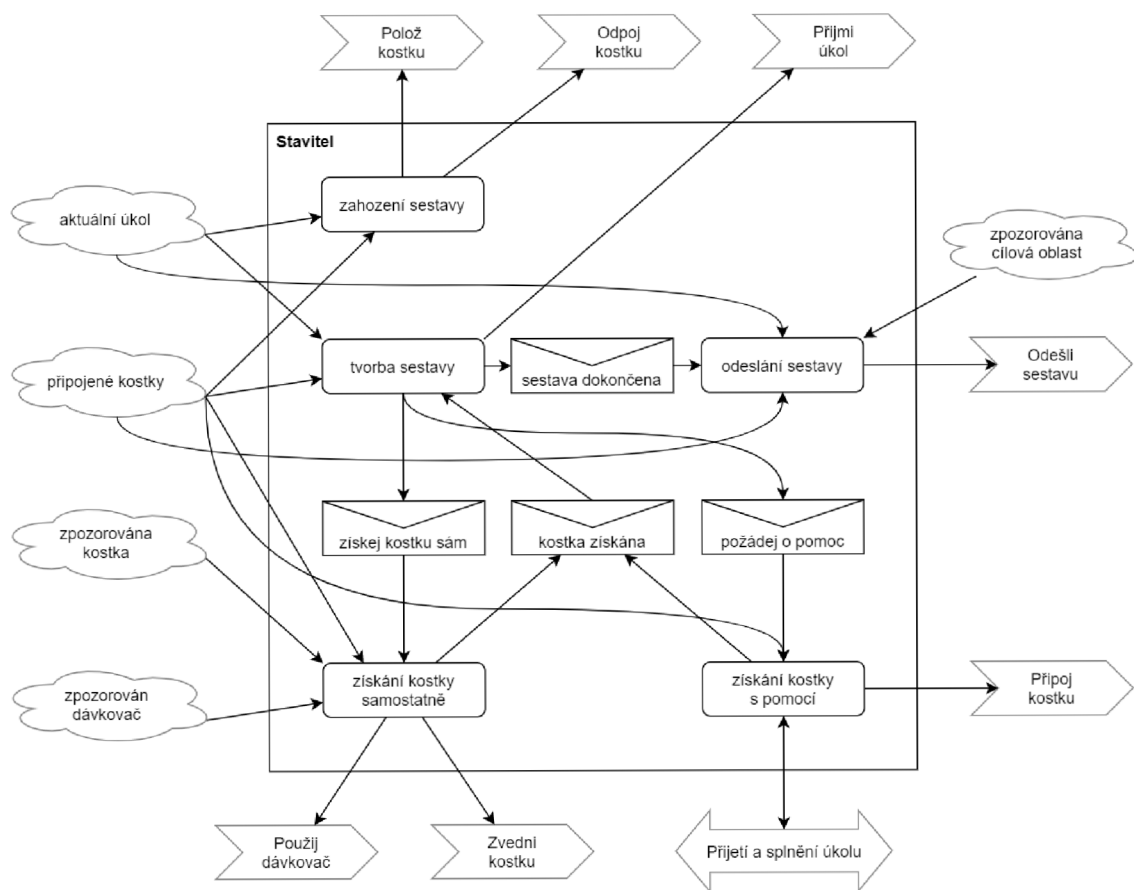 Polož
kostku
Odpoj
kostku
Přijmi
úkol
Stavitel
zahození sestavy
aktuální úkol
zpozorována
cílová oblast
tvorba sestavy
sestava dokončena
odeslání sestavy
Odešli
sestavu
připojené kostky
zpozorována
kostka
získej kostku sám
kostka získána
požádej o pomoc
zpozorován
dávkovač
získání kostky
samostatně
získání kostky
s pomocí
Připoj
kostku
Použij
dávkovač
Zvedni
kostku
Přijetí a splnění úkolu